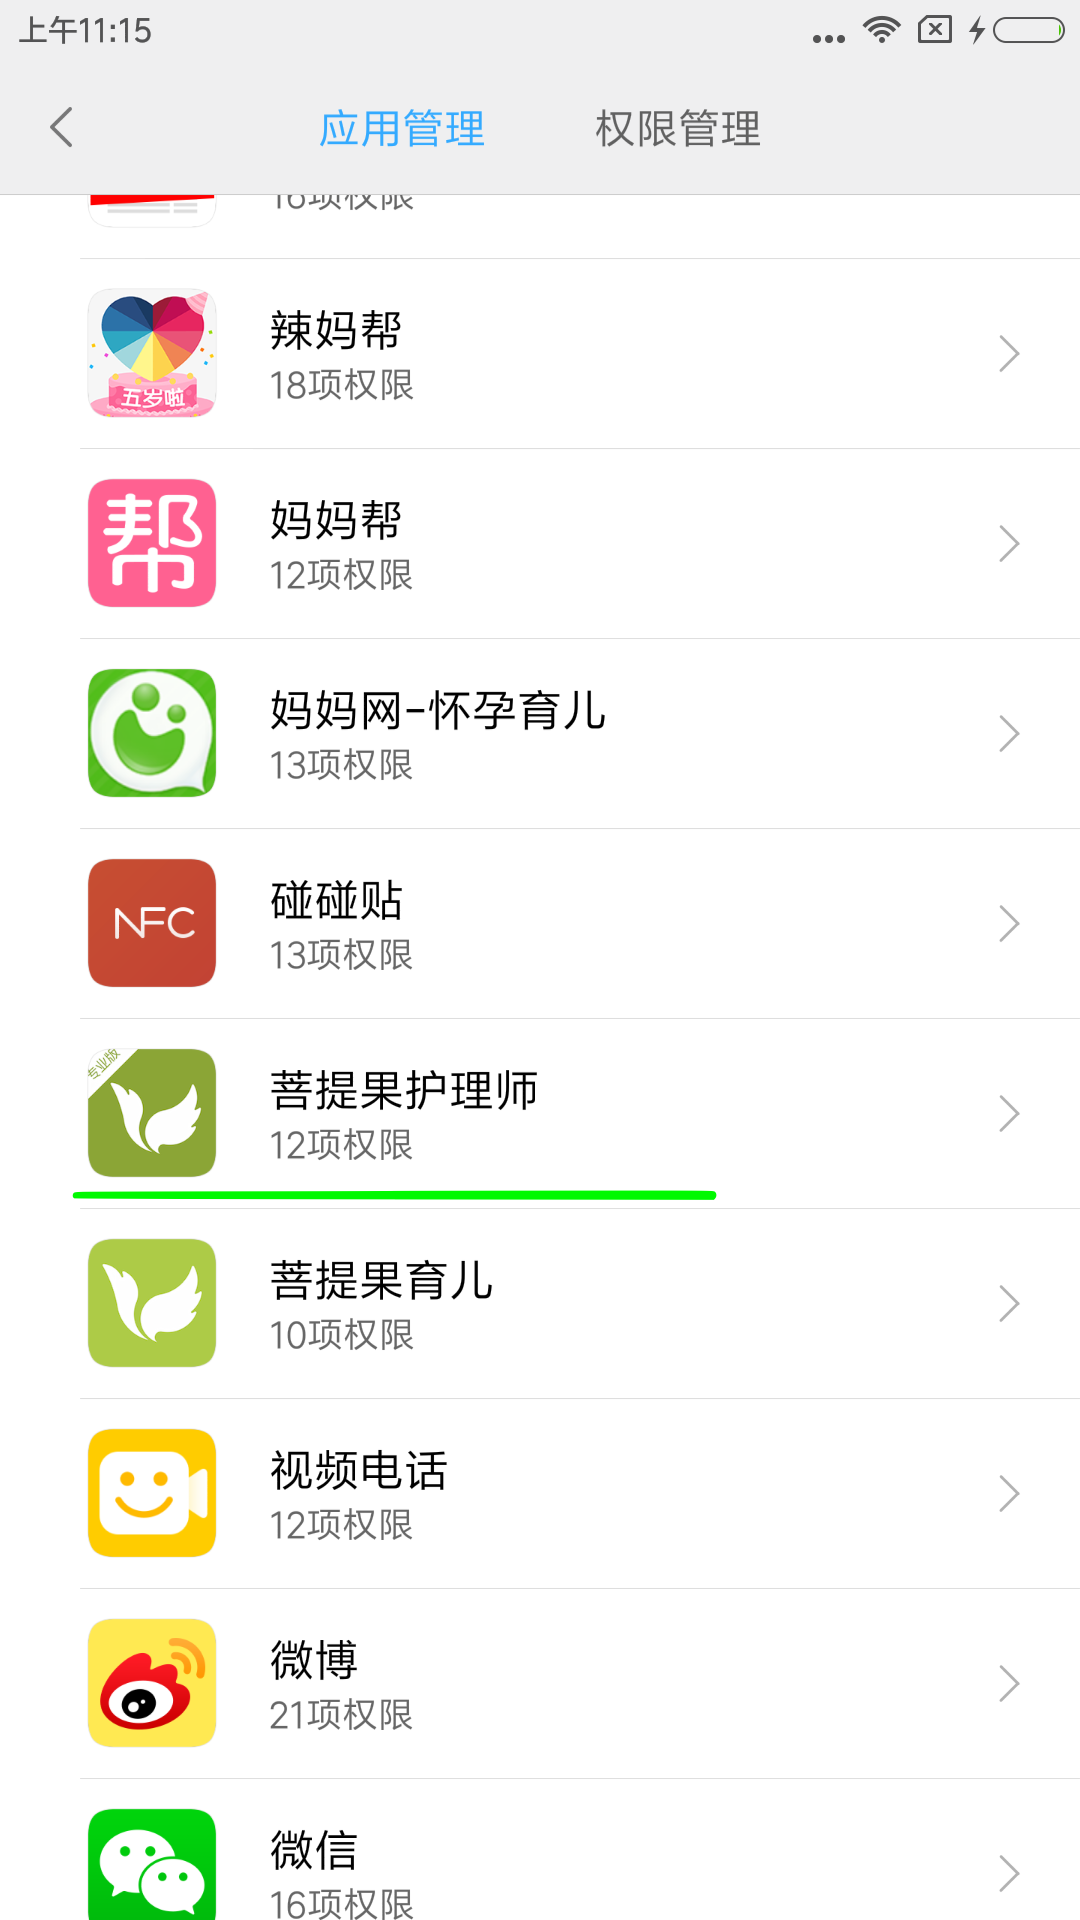 上午11:15
应用管理 权限管理
16项权限
辣妈帮
五岁啦
18项权限
帮
妈妈帮
12项权限
妈妈网-怀孕育儿
13项权限
NFC
碰碰贴
13项权限
专业版
菩提果护理师
12项权限
菩提果育儿
10项权限
视频电话
12项权限
微博
21项权限
微信
16项权限